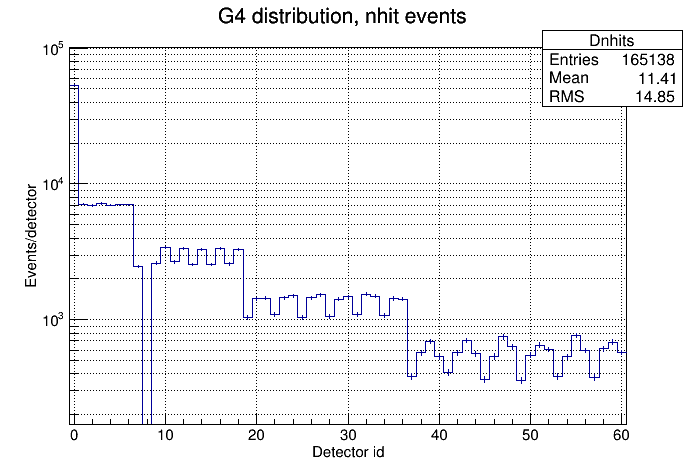 G4 distribution, nhit events
Dnhits
Entries 165138
Mean 11.41
RMS 14.85
Events/detector
10^5
10^4
10^3
0 10 20 30 40 50 60
Detector id